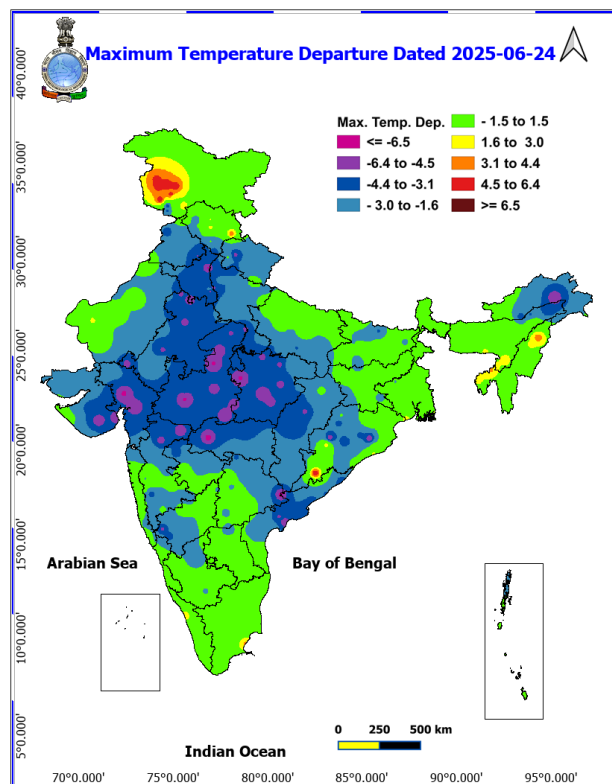 Maximum Temperature Departure Dated 2025-06-24
Max. Temp. Dep.
<= -6.5
-6.4 to -4.5
-4.4 to -3.1
- 3.0 to -1.6
- 1.5 to 1.5
1.6 to 3.0
3.1 to 4.4
4.5 to 6.4
>= 6.5
40°0.000'
35°0.000'
30°0.000'
25°0.000'
20°0.000'
15°0.000'
10°0.000'
5°0.000'
Arabian Sea
Bay of Bengal
Indian Ocean
0 250 500 km
70°0.000' 75°0.000' 80°0.000' 85°0.000' 90°0.000' 95°0.000'